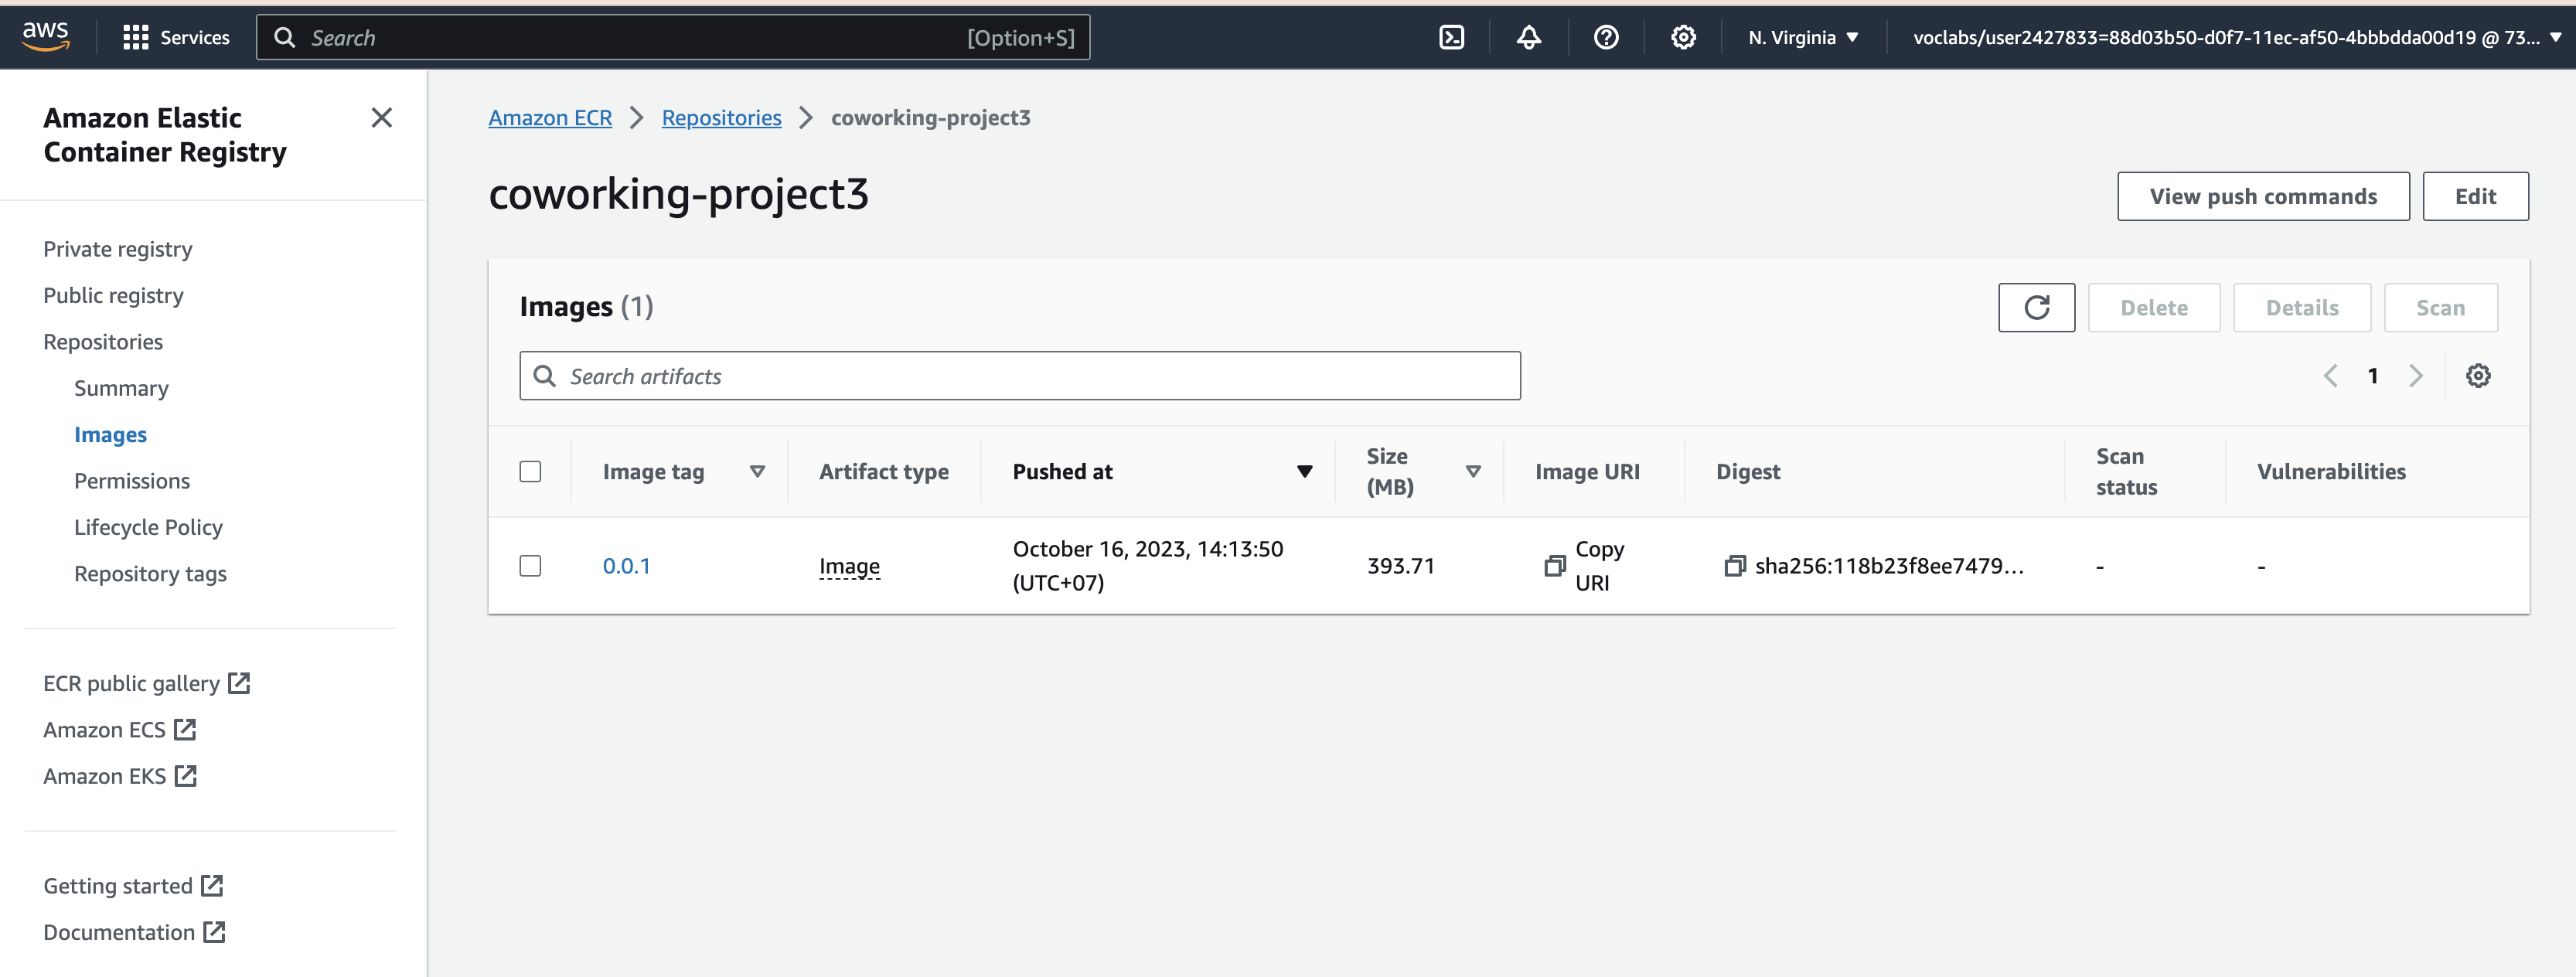 aws
Services
Search [Option+S]
N. Virginia
voclabs/user2427833=88d03b50-d0f7-11ec-af50-4bbbdda00d19 @ 73...
Amazon Elastic
Container Registry
Private registry
Public registry
Repositories
Summary
Images
Permissions
Lifecycle Policy
Repository tags
ECR public gallery
Amazon ECS
Amazon EKS
Getting started
Documentation
Amazon ECR > Repositories > coworking-project3
coworking-project3
View push commands
Edit
Images (1)
Delete
Details
Scan
Search artifacts
1
Image tag
Artifact type
Pushed at
Size
(MB)
Image URI
Digest
Scan
status
Vulnerabilities
0.0.1
Image
October 16, 2023, 14:13:50
(UTC+07)
393.71
Copy
URI
sha256:118b23f8ee7479...
-
-